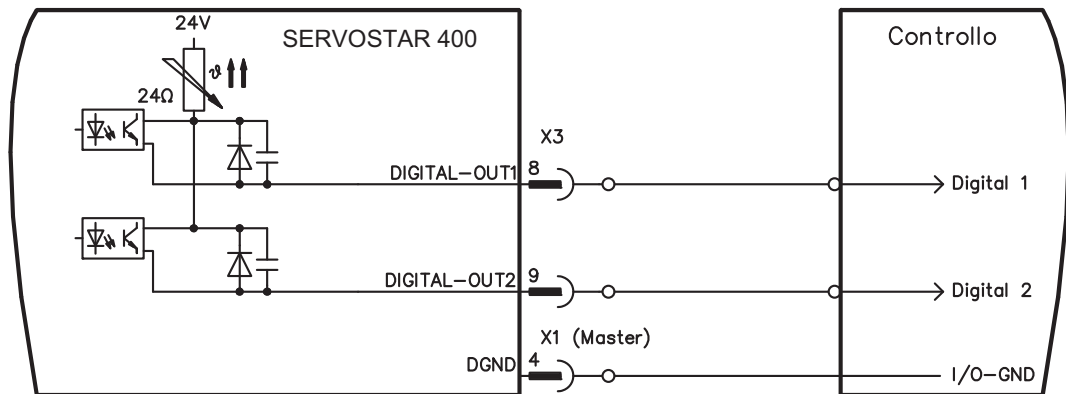 24V
SERVOSTAR 400
Controllo
ϑ
24Ω
X3
DIGITAL-OUT1 8
Digital 1
DIGITAL-OUT2 9
Digital 2
X1 (Master)
DGND 4
I/O-GND